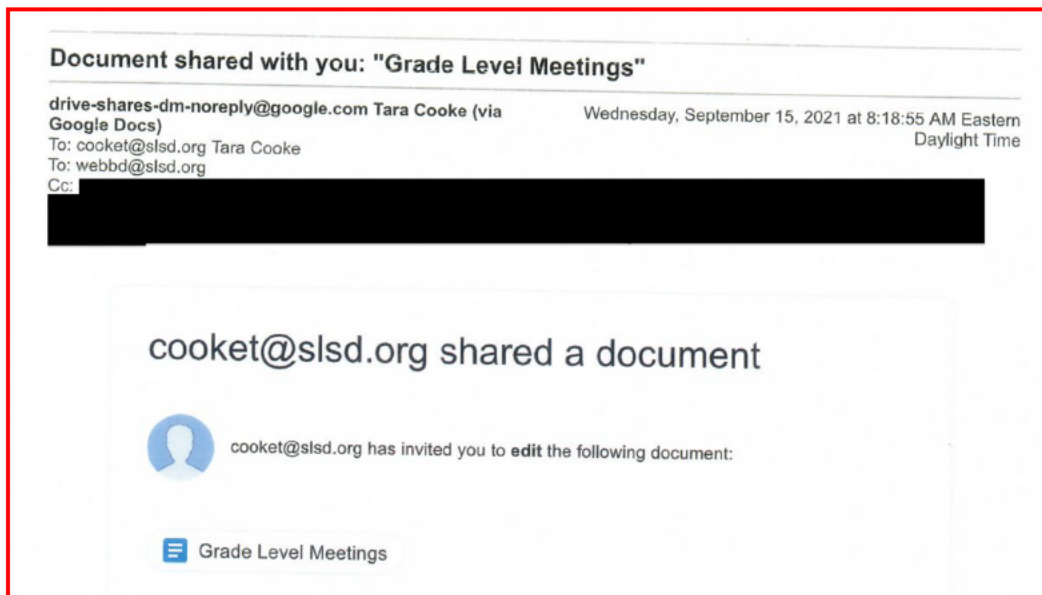 Document shared with you: "Grade Level Meetings"
drive-shares-dm-noreply@google.com Tara Cooke (via
Google Docs)
Wednesday, September 15, 2021 at 8:18:55 AM Eastern
Daylight Time
To: cooket@slsd.org Tara Cooke
To: webbd@slsd.org
Cc:
cooket@slsd.org shared a document
cooket@slsd.org has invited you to edit the following document:
Grade Level Meetings